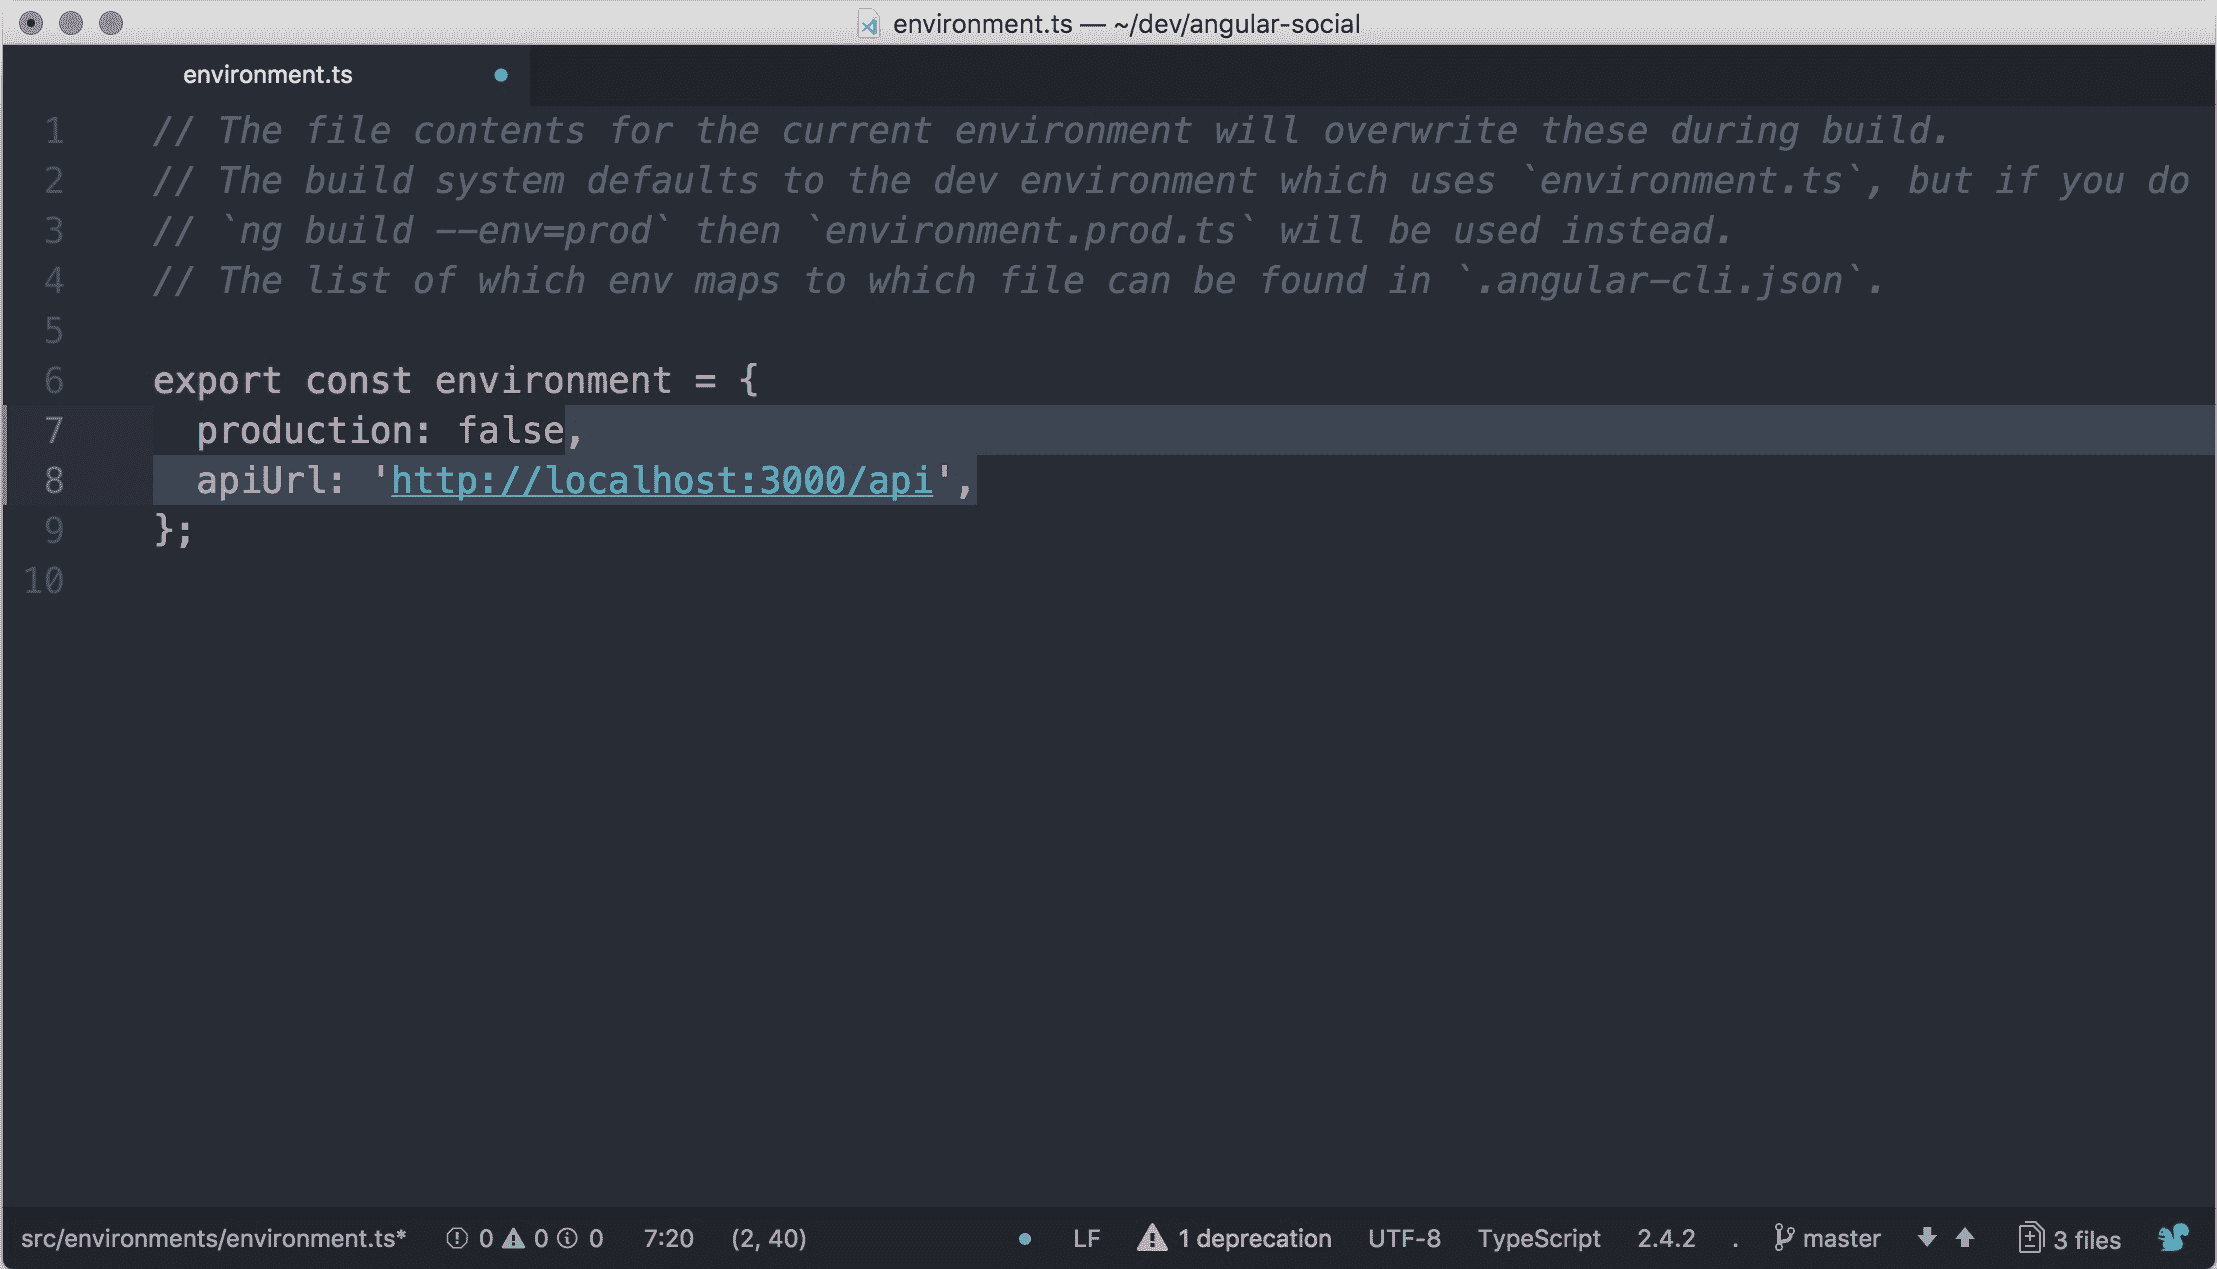 environment.ts — ~/dev/angular-social
environment.ts
1 // The file contents for the current environment will overwrite these during build.
2 // The build system defaults to the dev environment which uses `environment.ts`, but if you do
3 // `ng build --env=prod` then `environment.prod.ts` will be used instead.
4 // The list of which env maps to which file can be found in `.angular-cli.json`.
5
6 export const environment = {
7   production: false,
8   apiUrl: 'http://localhost:3000/api',
9 };
10
src/environments/environment.ts* 0 0 0 7:20 (2, 40) LF 1 deprecation UTF-8 TypeScript 2.4.2 . master 3 files